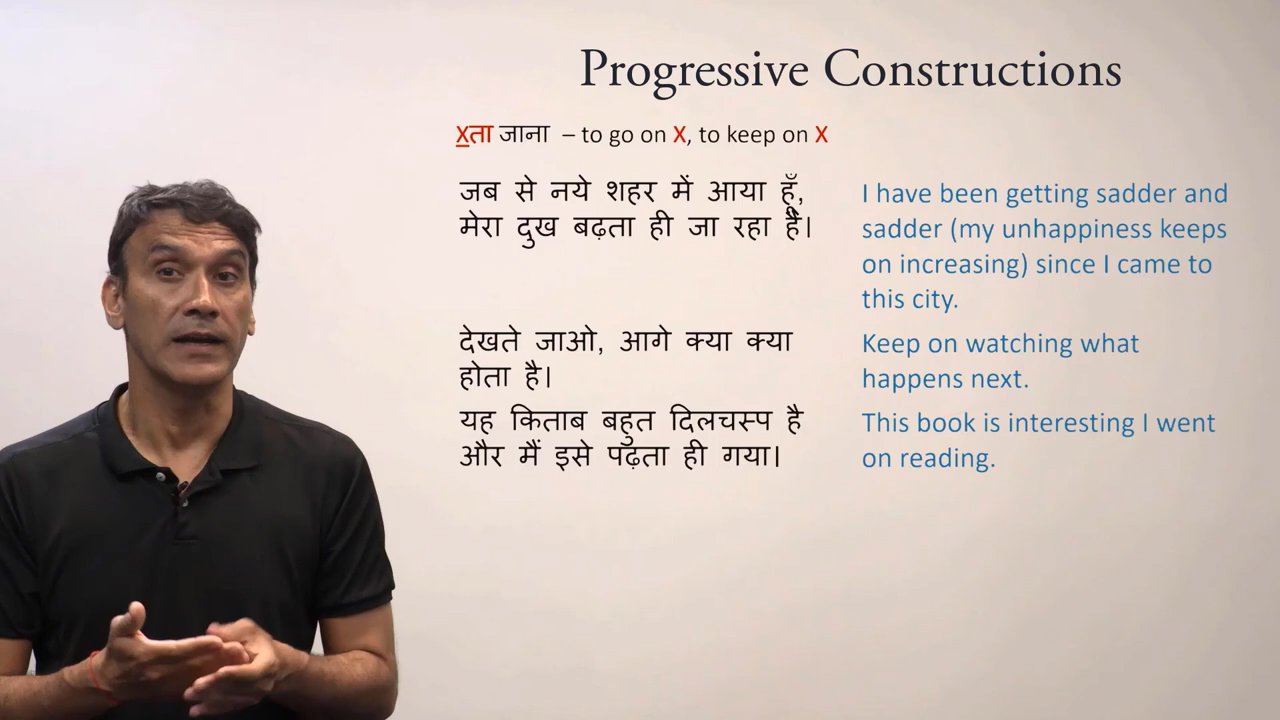 Progressive Constructions
Xता जाना – to go on X, to keep on X
जब से नये शहर में आया हूँ,
मेरा दुख बढ़ता ही जा रहा है।
I have been getting sadder and
sadder (my unhappiness keeps
on increasing) since I came to
this city.
देखते जाओ, आगे क्या क्या
होता है।
Keep on watching what
happens next.
यह किताब बहुत दिलचस्प है
और मैं इसे पढ़ता ही गया।
This book is interesting I went
on reading.